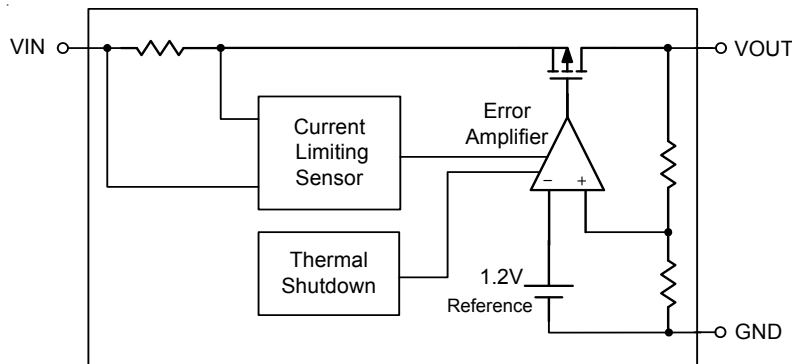 VIN
VOUT
Error
Amplifier
Current
Limiting
Sensor
− +
Thermal
Shutdown
1.2V
Reference
GND